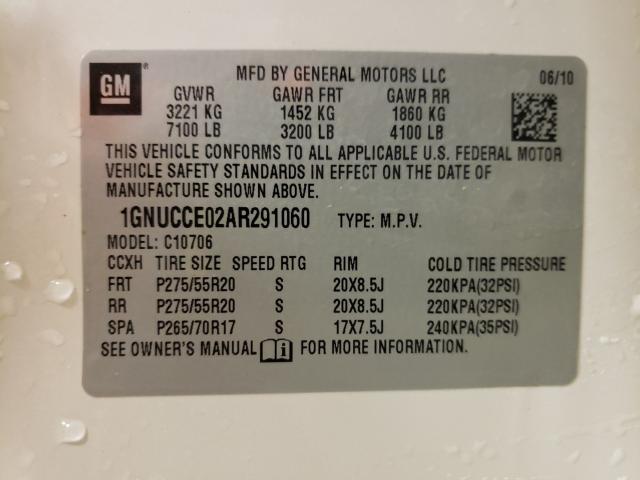 GM ® MFD BY GENERAL MOTORS LLC 06/10
GVWR GAWR FRT GAWR RR
3221 KG 1452 KG 1860 KG
7100 LB 3200 LB 4100 LB
THIS VEHICLE CONFORMS TO ALL APPLICABLE U.S. FEDERAL MOTOR
VEHICLE SAFETY STANDARDS IN EFFECT ON THE DATE OF
MANUFACTURE SHOWN ABOVE.
1GNUCCE02AR291060 TYPE: M.P.V.
MODEL: C10706
CCXH TIRE SIZE SPEED RTG RIM COLD TIRE PRESSURE
FRT P275/55R20 S 20X8.5J 220KPA(32PSI)
RR P275/55R20 S 20X8.5J 220KPA(32PSI)
SPA P265/70R17 S 17X7.5J 240KPA(35PSI)
SEE OWNER'S MANUAL i FOR MORE INFORMATION.